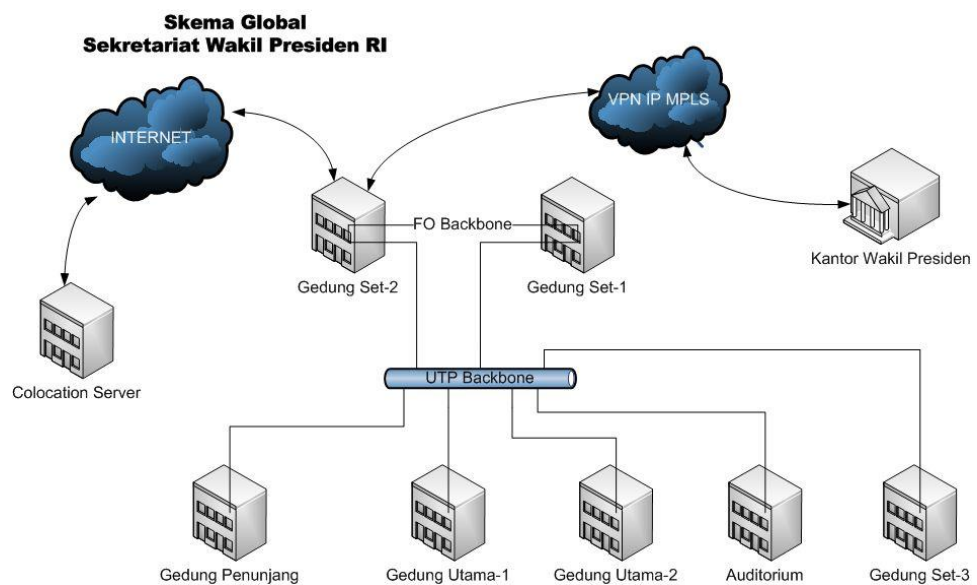 Skema Global
Sekretariat Wakil Presiden RI
INTERNET
VPN IP MPLS
FO Backbone
Kantor Wakil Presiden
Gedung Set-2
Gedung Set-1
Colocation Server
UTP Backbone
Gedung Penunjang
Gedung Utama-1
Gedung Utama-2
Auditorium
Gedung Set-3